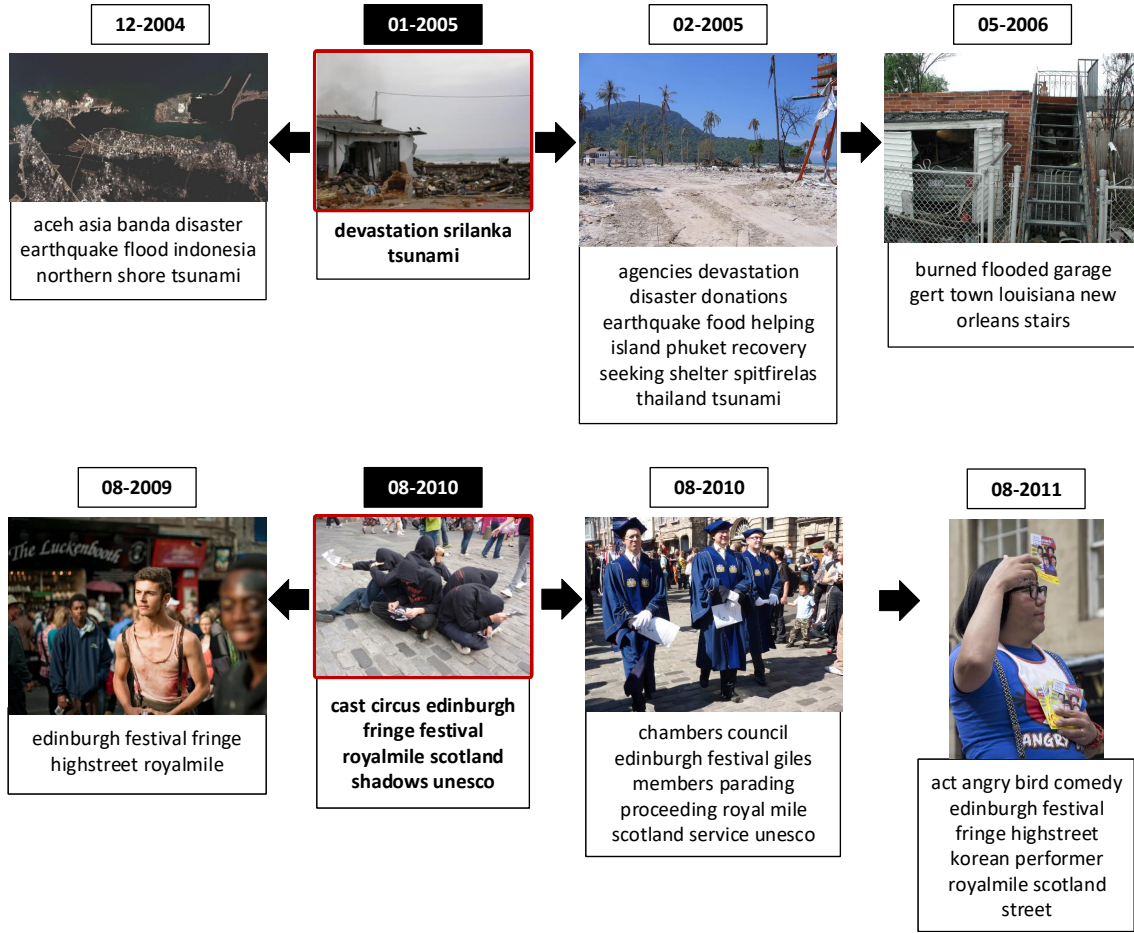 12-2004
01-2005
02-2005
05-2006
aceh asia banda disaster
earthquake flood indonesia
northern shore tsunami
devastation srilanka
tsunami
agencies devastation
disaster donations
earthquake food helping
island phuket recovery
seeking shelter spitfirelas
thailand tsunami
burned flooded garage
gert town louisiana new
orleans stairs
08-2009
08-2010
08-2010
08-2011
The Luckenbooth
ANGRY
edinburgh festival fringe
highstreet royalmile
cast circus edinburgh
fringe festival
royalmile scotland
shadows unesco
chambers council
edinburgh festival giles
members parading
proceeding royal mile
scotland service unesco
act angry bird comedy
edinburgh festival
fringe highstreet
korean performer
royalmile scotland
street